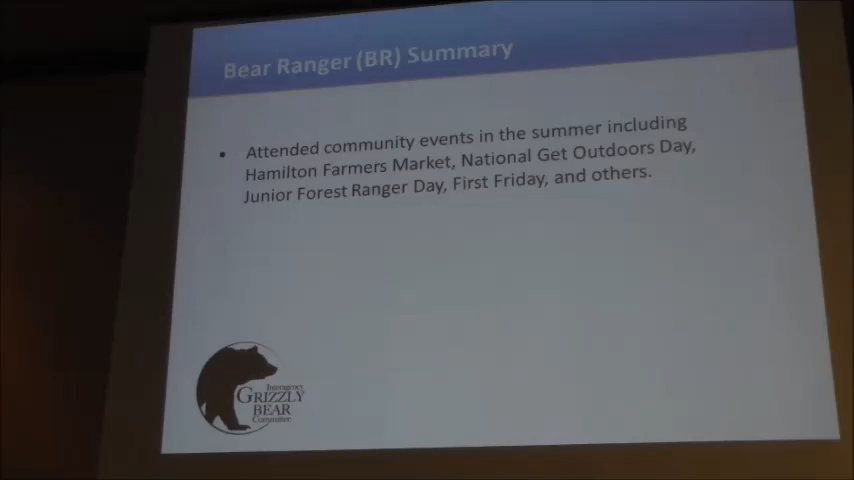 Bear Ranger (BR) Summary
• Attended community events in the summer including
Hamilton Farmers Market, National Get Outdoors Day,
Junior Forest Ranger Day, First Friday, and others.
Interagency
GRIZZLY
BEAR
Committee